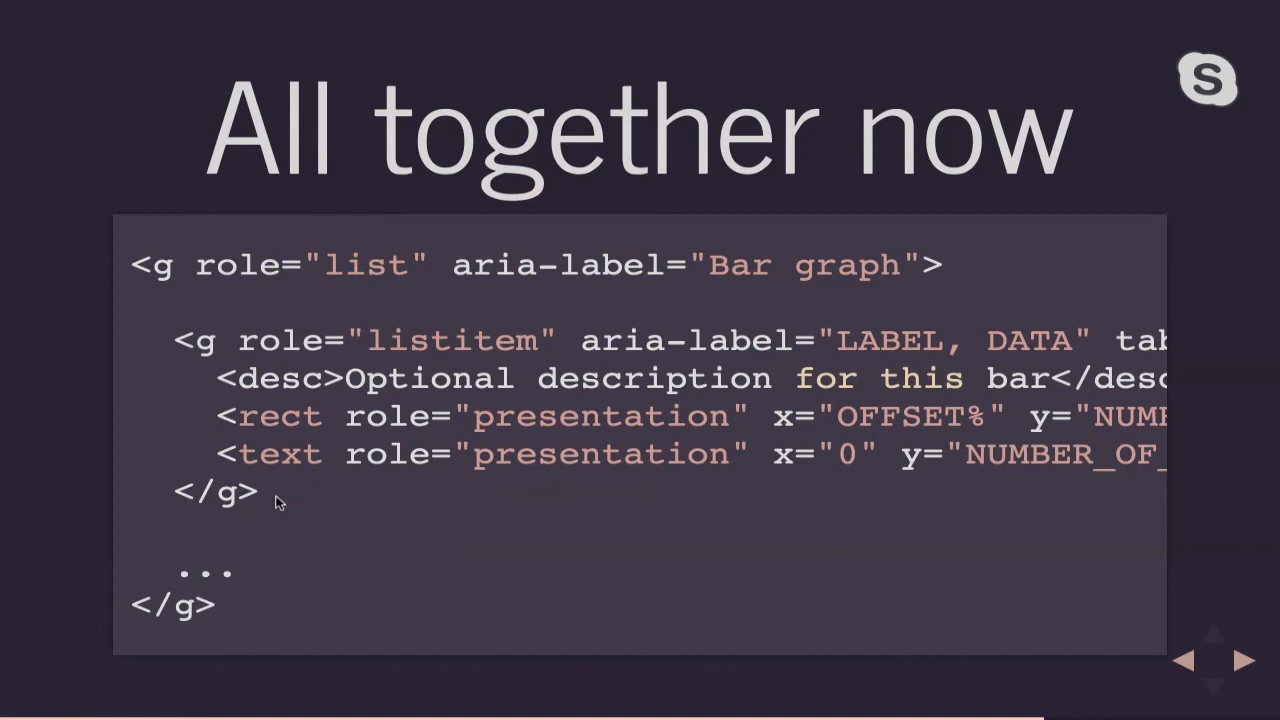 All together now
S
<g role="list" aria-label="Bar graph">
<g role="listitem" aria-label="LABEL, DATA" tab
<desc>Optional description for this bar</desc
<rect role="presentation" x="OFFSET%" y="NUM
<text role="presentation" x="0" y="NUMBER_OF_
</g>
...
</g>